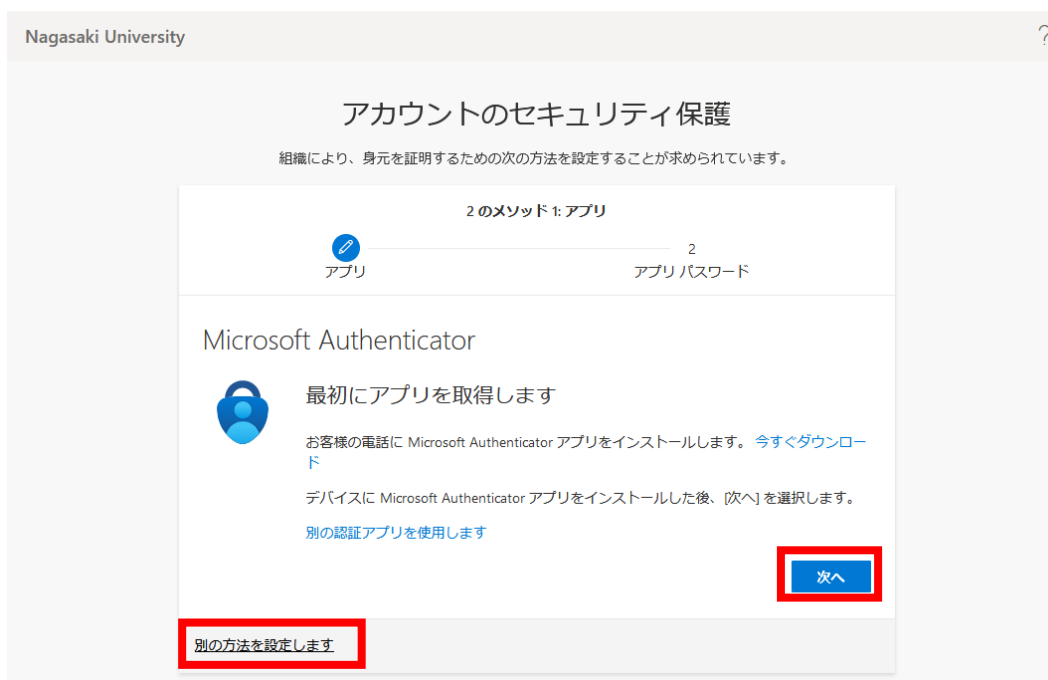 Nagasaki University
?
アカウントのセキュリティ保護
組織により、身元を証明するための次の方法を設定することが求められています。
2 のメソッド 1: アプリ
2
アプリ
アプリ パスワード
Microsoft Authenticator
最初にアプリを取得します
お客様の電話に Microsoft Authenticator アプリをインストールします。 今すぐダウンロー
ド
デバイスに Microsoft Authenticator アプリをインストールした後、[次へ] を選択します。
別の認証アプリを使用します
次へ
別の方法を設定します